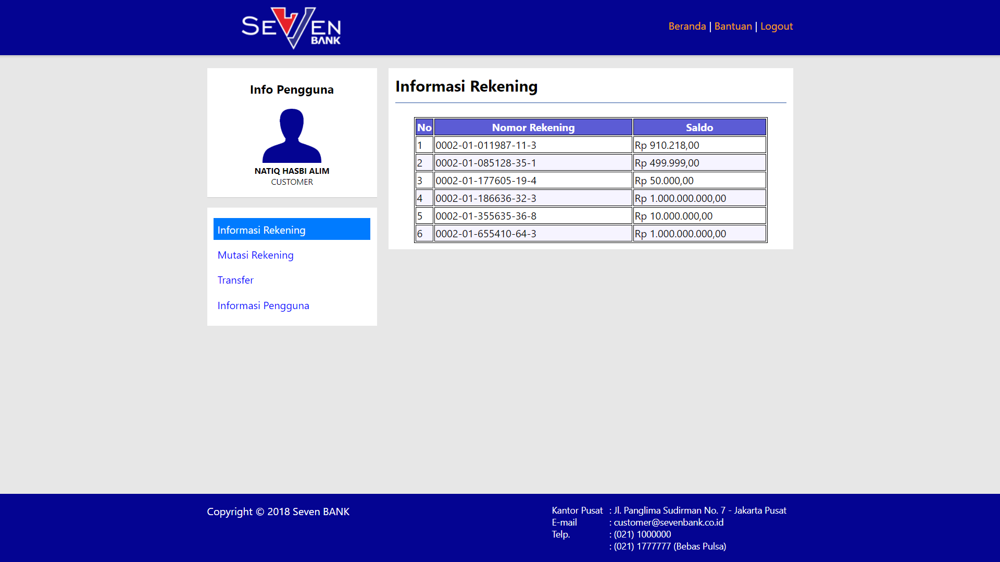 SEVEN
BANK
Beranda | Bantuan | Logout
Info Pengguna
NATIQ HASBI ALIM
CUSTOMER
Informasi Rekening
Mutasi Rekening
Transfer
Informasi Pengguna
Informasi Rekening
No Nomor Rekening Saldo
1 0002-01-011987-11-3 Rp 910.218,00
2 0002-01-085128-35-1 Rp 499.999,00
3 0002-01-177605-19-4 Rp 50.000,00
4 0002-01-186636-32-3 Rp 1.000.000.000,00
5 0002-01-355635-36-8 Rp 10.000.000,00
6 0002-01-655410-64-3 Rp 1.000.000.000,00
Copyright © 2018 Seven BANK
Kantor Pusat : Jl. Panglima Sudirman No. 7 - Jakarta Pusat
E-mail : customer@sevenbank.co.id
Telp. : (021) 1000000
: (021) 1777777 (Bebas Pulsa)